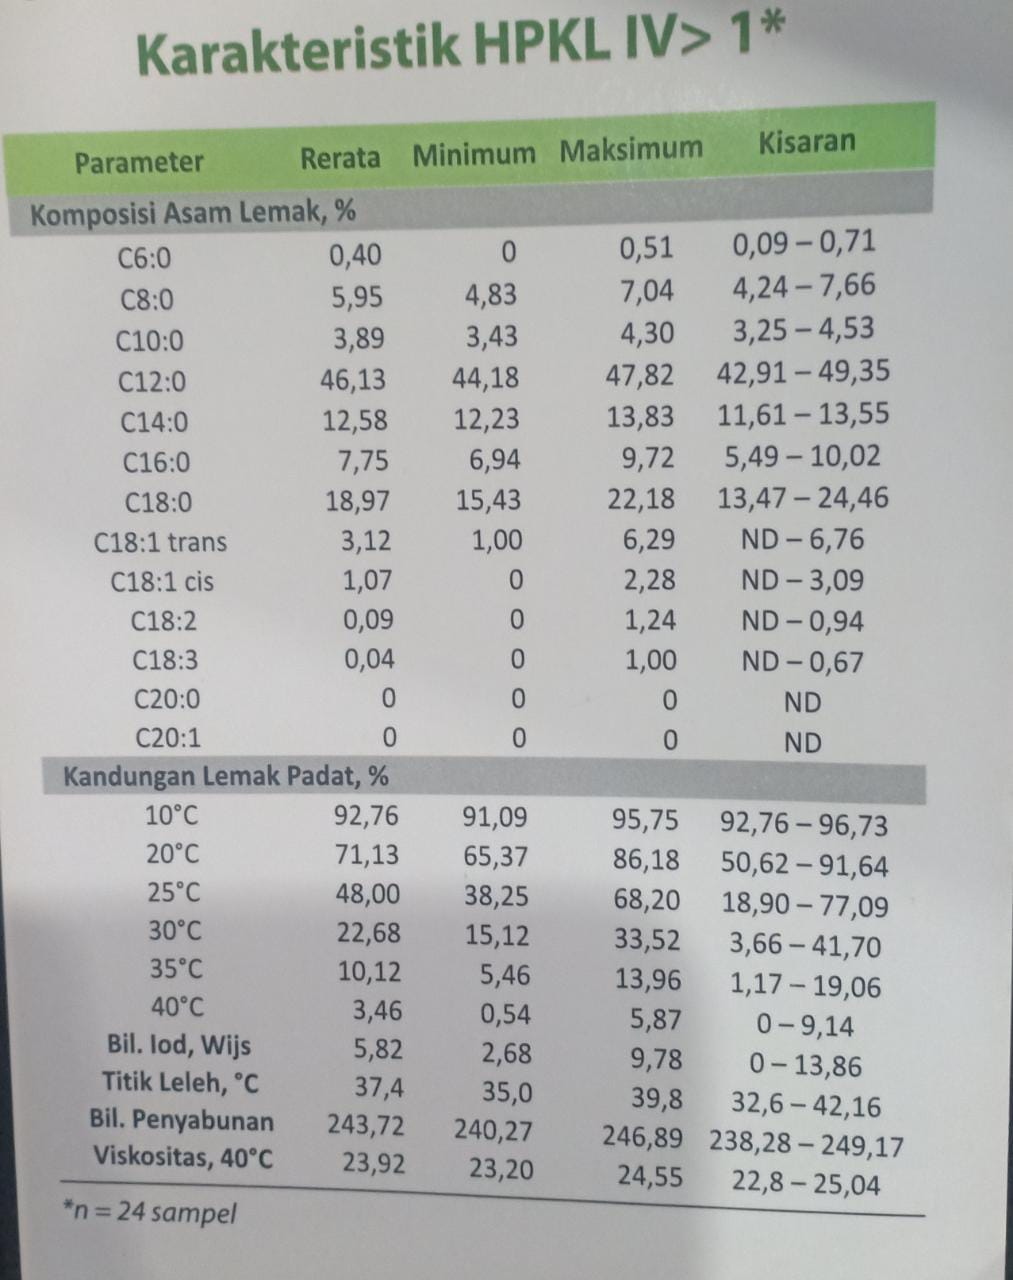 Karakteristik HPKL IV> 1*
Parameter Rerata Minimum Maksimum Kisaran
Komposisi Asam Lemak, %
C6:0 0,40 0 0,51 0,09 – 0,71
C8:0 5,95 4,83 7,04 4,24 – 7,66
C10:0 3,89 3,43 4,30 3,25 – 4,53
C12:0 46,13 44,18 47,82 42,91 – 49,35
C14:0 12,58 12,23 13,83 11,61 – 13,55
C16:0 7,75 6,94 9,72 5,49 – 10,02
C18:0 18,97 15,43 22,18 13,47 – 24,46
C18:1 trans 3,12 1,00 6,29 ND – 6,76
C18:1 cis 1,07 0 2,28 ND – 3,09
C18:2 0,09 0 1,24 ND – 0,94
C18:3 0,04 0 1,00 ND – 0,67
C20:0 0 0 0 ND
C20:1 0 0 0 ND
Kandungan Lemak Padat, %
10°C 92,76 91,09 95,75 92,76 – 96,73
20°C 71,13 65,37 86,18 50,62 – 91,64
25°C 48,00 38,25 68,20 18,90 – 77,09
30°C 22,68 15,12 33,52 3,66 – 41,70
35°C 10,12 5,46 13,96 1,17 – 19,06
40°C 3,46 0,54 5,87 0 – 9,14
Bil. Iod, Wijs 5,82 2,68 9,78 0 – 13,86
Titik Leleh, °C 37,4 35,0 39,8 32,6 – 42,16
Bil. Penyabunan 243,72 240,27 246,89 238,28 – 249,17
Viskositas, 40°C 23,92 23,20 24,55 22,8 – 25,04
*n = 24 sampel